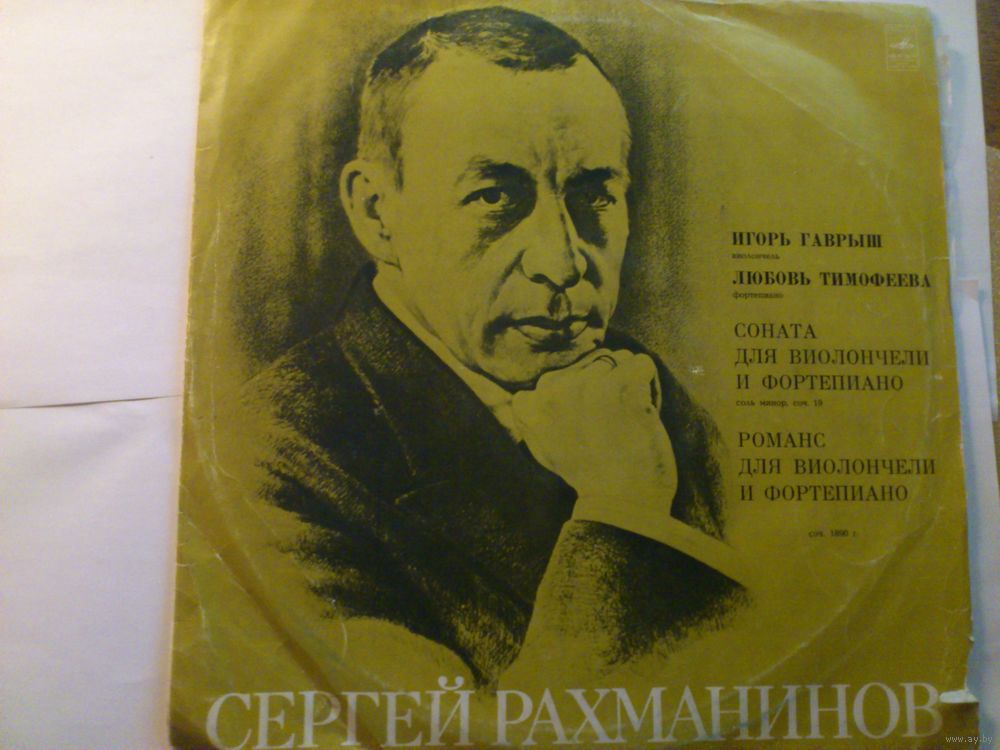 ИГОРЬ ГАВРЫШ
виолончель
ЛЮБОВЬ ТИМОФЕЕВА
фортепиано
СОНАТА
ДЛЯ ВИОЛОНЧЕЛИ
И ФОРТЕПИАНО
соль минор, соч. 19
РОМАНС
ДЛЯ ВИОЛОНЧЕЛИ
И ФОРТЕПИАНО
соч. 1890 г.
СЕРГЕЙ РАХМАНИНОВ
www.ay.by